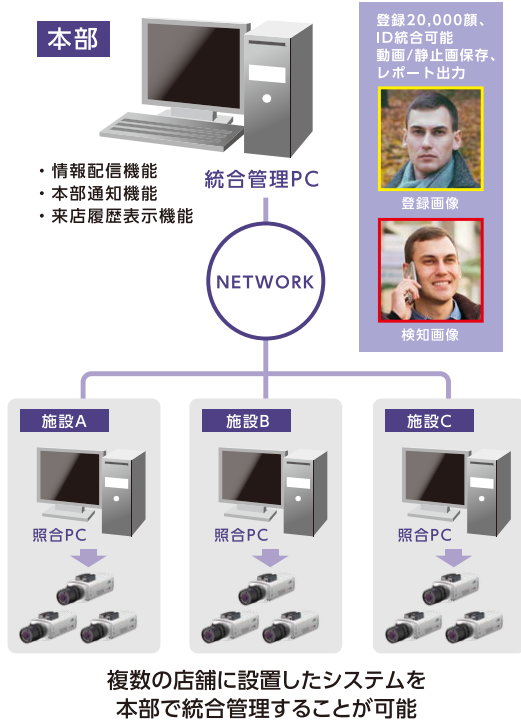 本部
・情報配信機能
・本部通知機能
・来店履歴表示機能
統合管理PC
登録20,000顔、
ID統合可能
動画/静止画保存、
レポート出力
登録画像
検知画像
NETWORK
施設A
照合PC
施設B
照合PC
施設C
照合PC
複数の店舗に設置したシステムを
本部で統合管理することが可能